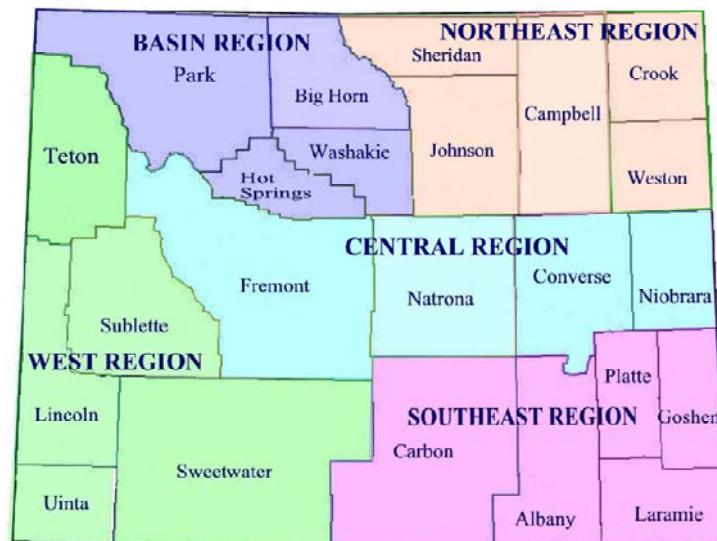 BASIN REGION
NORTHEAST REGION
Park
Sheridan
Crook
Big Horn
Campbell
Teton
Washakie
Johnson
Weston
Hot
Springs
CENTRAL REGION
Fremont
Natrona
Converse
Niobrara
Sublette
WEST REGION
Platte
Lincoln
SOUTHEAST REGION
Goshen
Carbon
Sweetwater
Uinta
Albany
Laramie